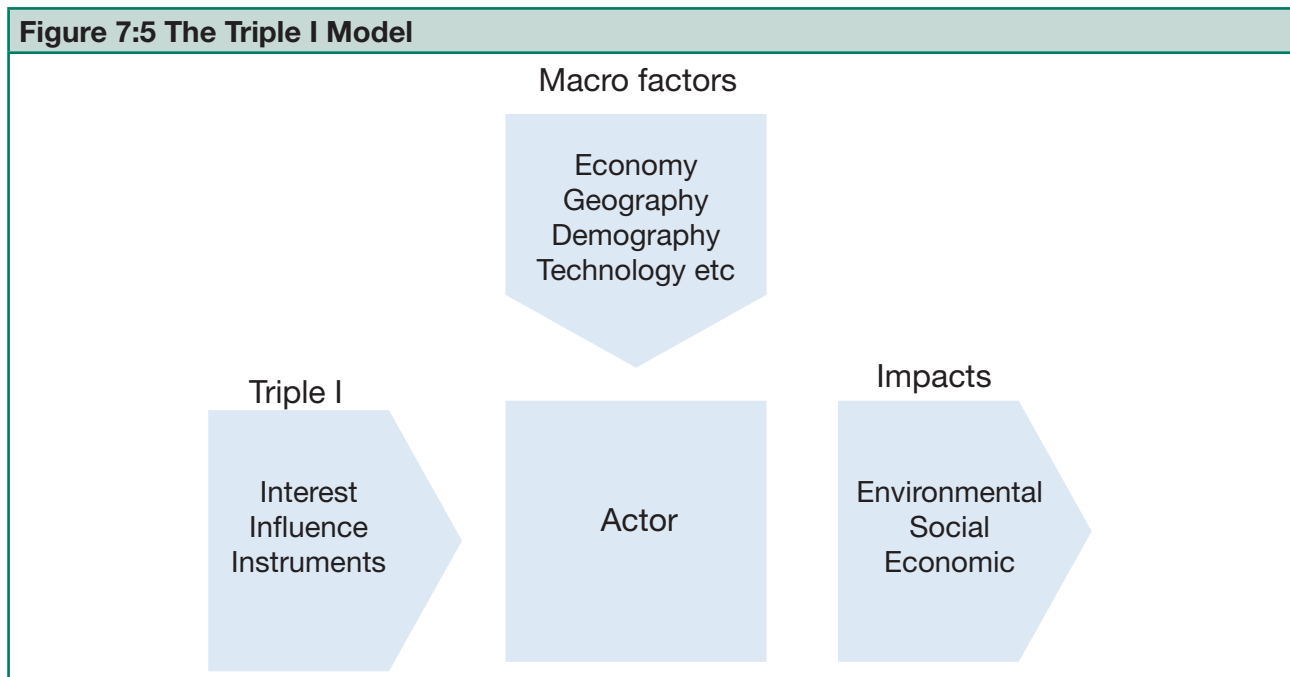 Figure 7:5 The Triple I Model
Macro factors
Economy
Geography
Demography
Technology etc
Triple I
Interest
Influence
Instruments
Actor
Impacts
Environmental
Social
Economic